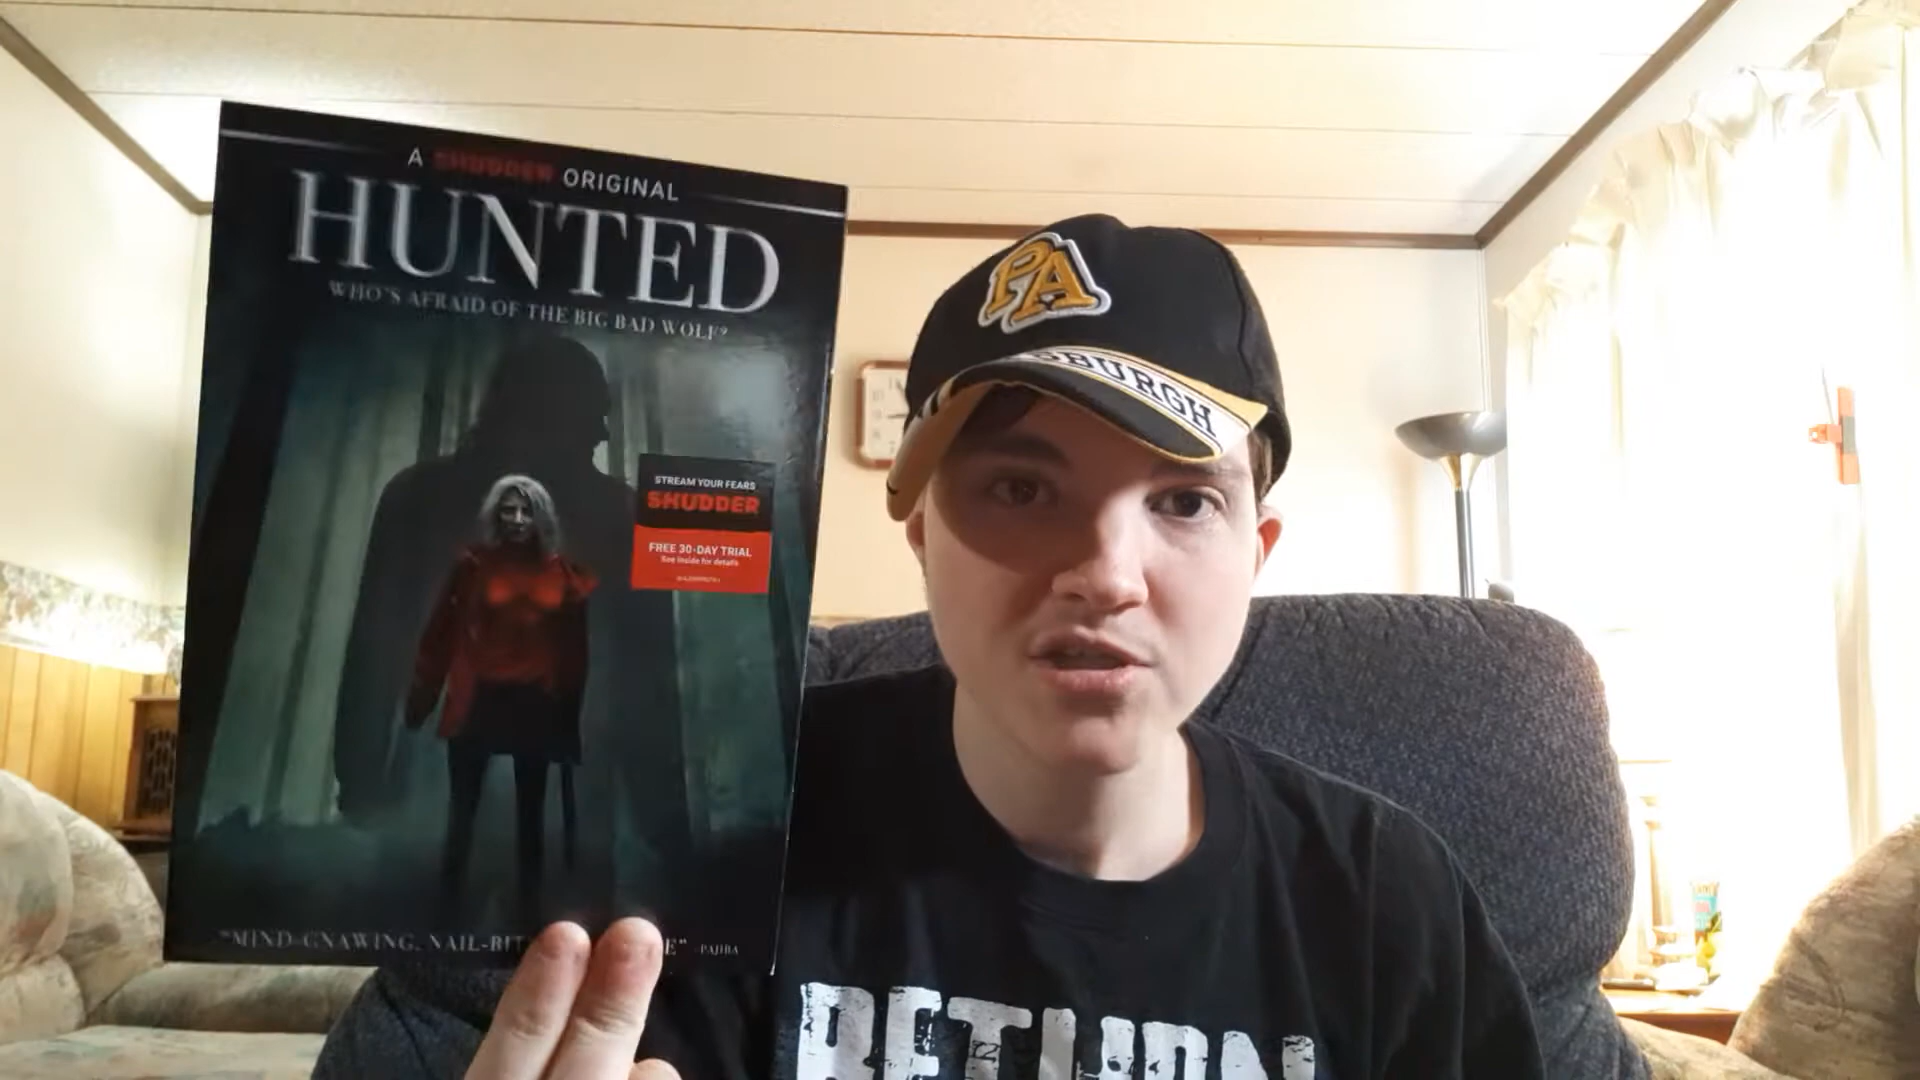 A SHUDDER ORIGINAL
HUNTED
WHO'S AFRAID OF THE BIG BAD WOLF?
STREAM YOUR FEARS
SHUDDER
FREE 30-DAY TRIAL
See inside for details
"MIND-GNAWING, NAIL-BIT E" -PAJIBA
PA
SBURGH
RETURN